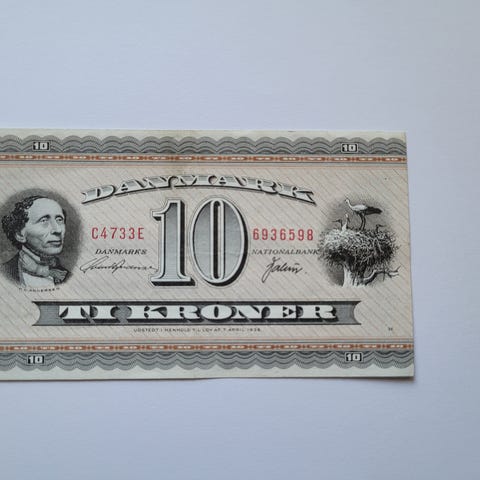 10 10
DANMARK
C4733E 10 6936598
DANMARKS NATIONALBANK
H.C. ANDERSEN
TI KRONER
UDSTEDT I HENHOLD TIL LOV AF 7. APRIL 1936
10 10